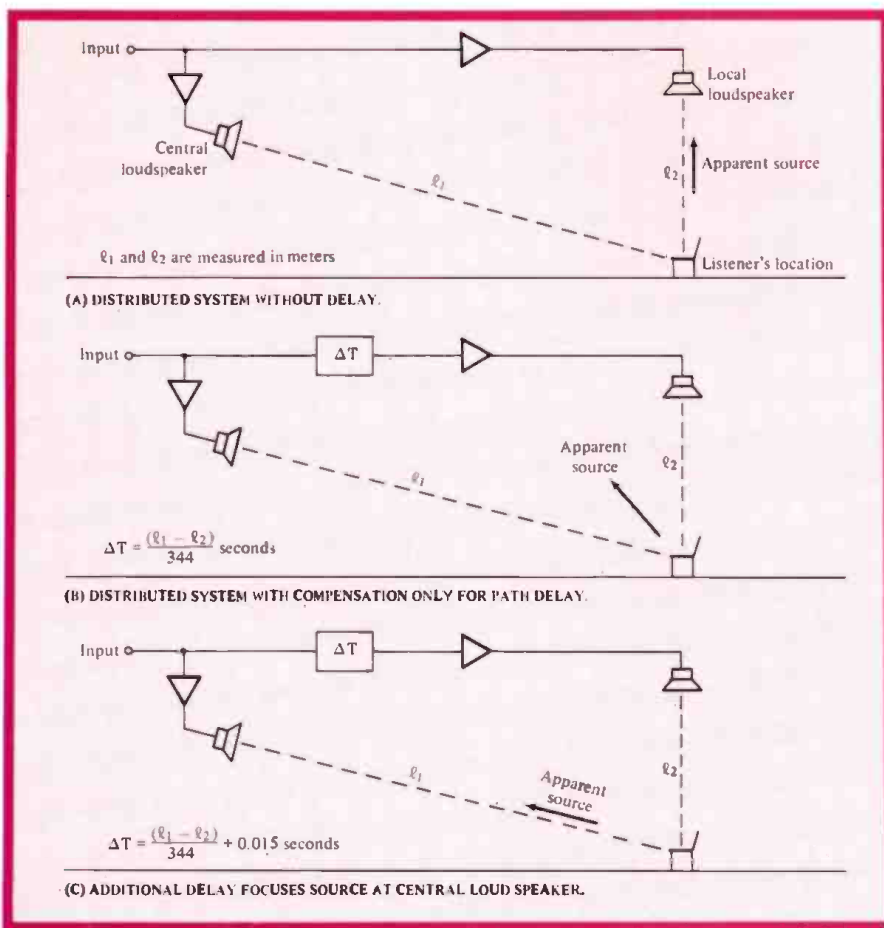 Input
Local
loudspeaker
Central
loudspeaker
Apparent source
ℓ1
ℓ2
ℓ1 and ℓ2 are measured in meters
Listener's location
(A) DISTRIBUTED SYSTEM WITHOUT DELAY.
Input
ΔT
Apparent
source
ℓ1
ℓ2
ΔT = (ℓ1 - ℓ2)/344 seconds
(B) DISTRIBUTED SYSTEM WITH COMPENSATION ONLY FOR PATH DELAY.
Input
ΔT
ℓ1
Apparent
source
ℓ2
ΔT = (ℓ1 - ℓ2)/344 + 0.015 seconds
(C) ADDITIONAL DELAY FOCUSES SOURCE AT CENTRAL LOUD SPEAKER.